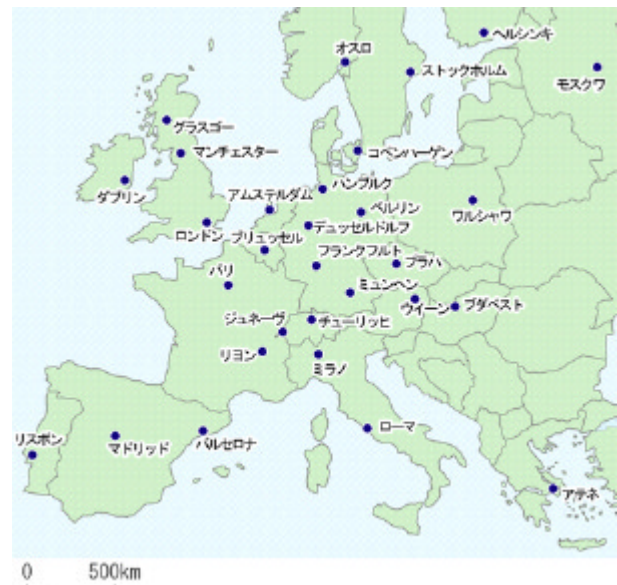 ヘルシンキ
オスロ
ストックホルム
モスクワ
グラスゴー
マンチェスター
コペンハーゲン
ダブリン
ハンブルク
アムステルダム
ベルリン
ワルシャワ
ロンドン
デュッセルドルフ
ブリュッセル
フランクフルト
プラハ
パリ
ミュンヘン
ウイーン
ブダペスト
ジュネーヴ
チューリッヒ
リヨン
ミラノ
ローマ
リスボン
マドリッド
バルセロナ
アテネ
0 500km